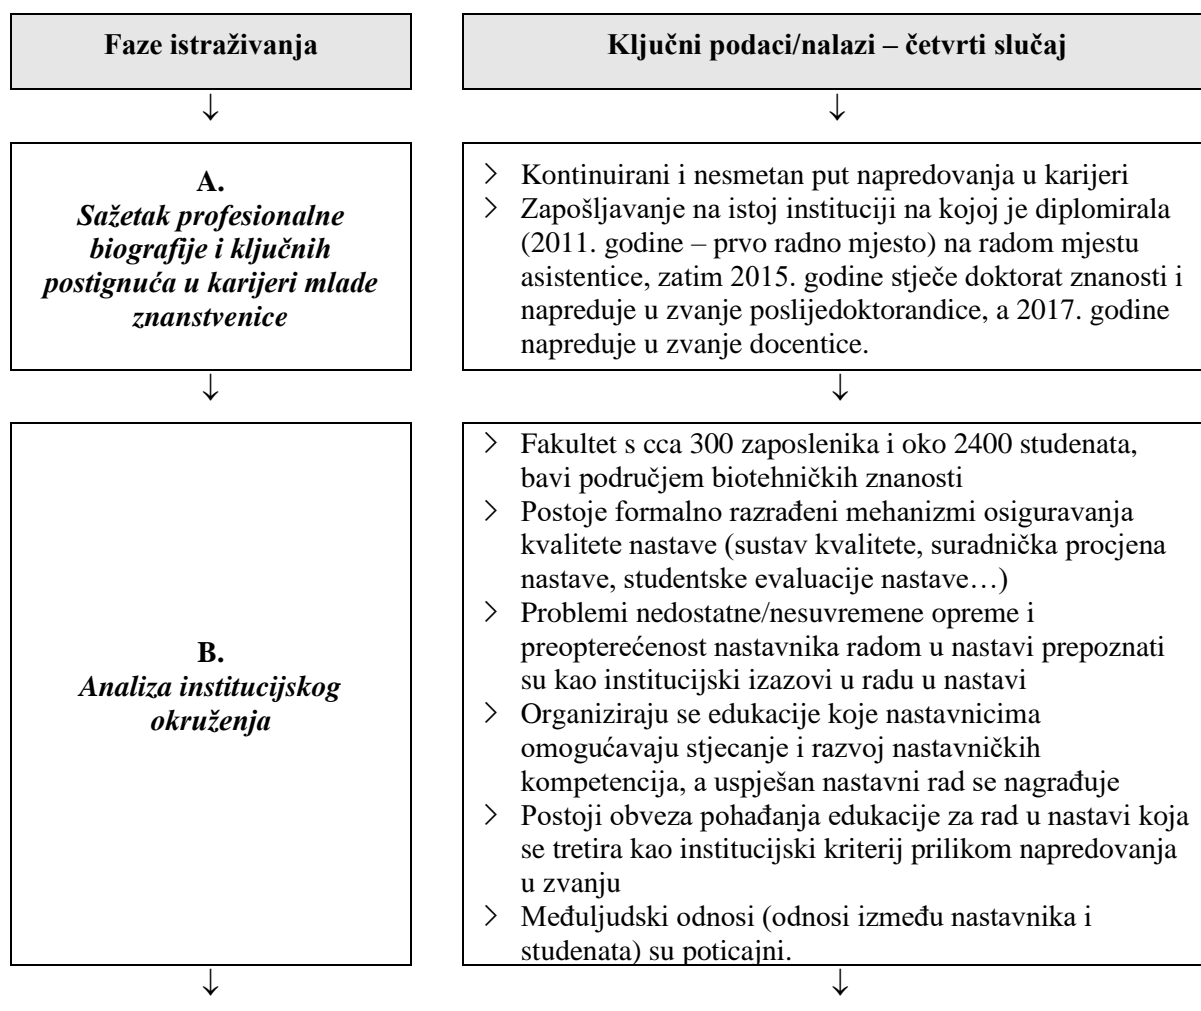 Faze istraživanja
Ključni podaci/nalazi – četvrti slučaj
↓
↓
A.
Sažetak profesionalne
biografije i ključnih
postignuća u karijeri mlade
znanstvenice
> Kontinuirani i nesmetan put napredovanja u karijeri
> Zapošljavanje na istoj instituciji na kojoj je diplomirala
(2011. godine – prvo radno mjesto) na radom mjestu
asistentice, zatim 2015. godine stječe doktorat znanosti i
napreduje u zvanje poslijedoktorandice, a 2017. godine
napreduje u zvanje docentice.
↓
↓
B.
Analiza institucijskog
okruženja
> Fakultet s cca 300 zaposlenika i oko 2400 studenata,
bavi područjem biotehničkih znanosti
> Postoje formalno razrađeni mehanizmi osiguravanja
kvalitete nastave (sustav kvalitete, suradnička procjena
nastave, studentske evaluacije nastave…)
> Problemi nedostatne/nesuvremene opreme i
preopterećenost nastavnika radom u nastavi prepoznati
su kao institucijski izazovi u radu u nastavi
> Organiziraju se edukacije koje nastavnicima
omogućavaju stjecanje i razvoj nastavničkih
kompetencija, a uspješan nastavni rad se nagrađuje
> Postoji obveza pohađanja edukacije za rad u nastavi koja
se tretira kao institucijski kriterij prilikom napredovanja
u zvanju
> Međuljudski odnosi (odnosi između nastavnika i
studenata) su poticajni.
↓
↓